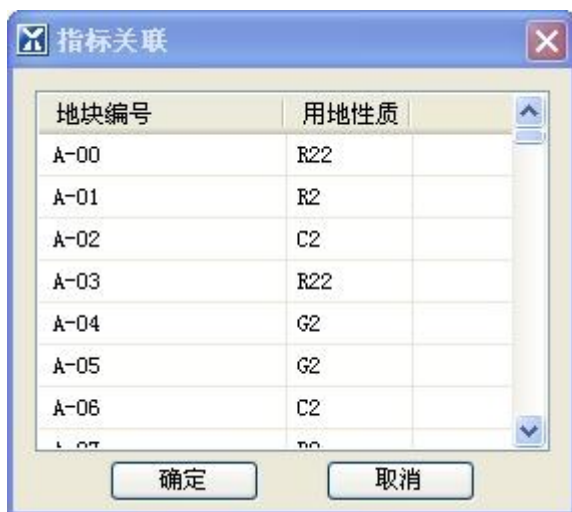 指标关联
地块编号 用地性质
A-00 R22
A-01 R2
A-02 C2
A-03 R22
A-04 G2
A-05 G2
A-06 C2
确定 取消